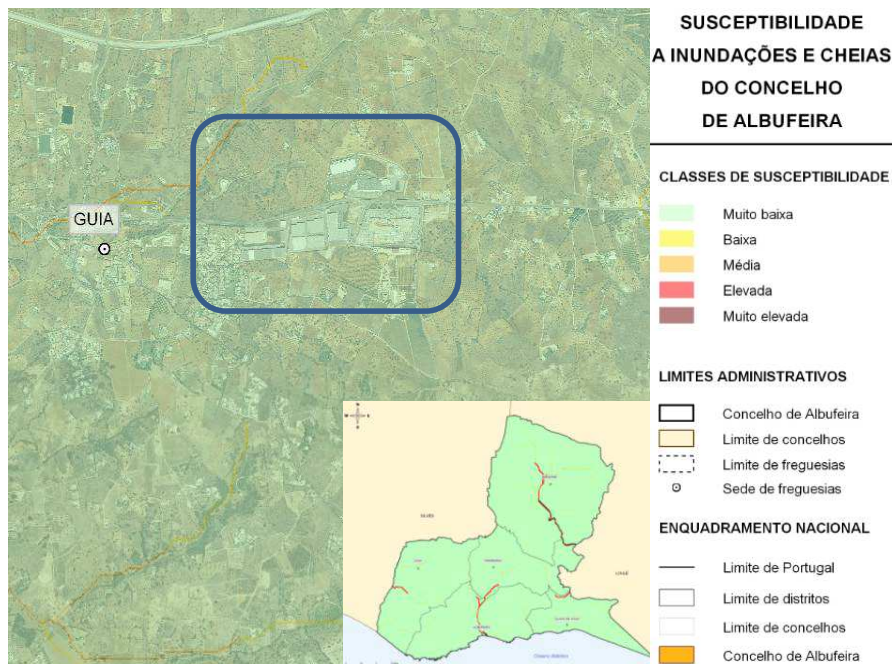 SUSCEPTIBILIDADE
A INUNDAÇÕES E CHEIAS
DO CONCELHO
DE ALBUFEIRA
CLASSES DE SUSCEPTIBILIDADE
Muito baixa
Baixa
Média
Elevada
Muito elevada
LIMITES ADMINISTRATIVOS
Concelho de Albufeira
Limite de concelhos
Limite de freguesias
Sede de freguesias
ENQUADRAMENTO NACIONAL
Limite de Portugal
Limite de distritos
Limite de concelhos
Concelho de Albufeira
GUIA